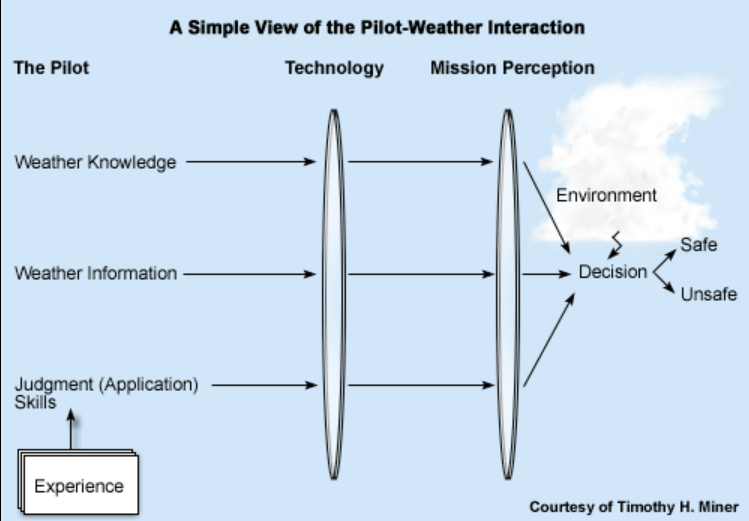 A Simple View of the Pilot-Weather Interaction
The Pilot
Technology
Mission Perception
Weather Knowledge
Environment
Weather Information
Decision
Safe
Unsafe
Judgment (Application)
Skills
Experience
Courtesy of Timothy H. Miner